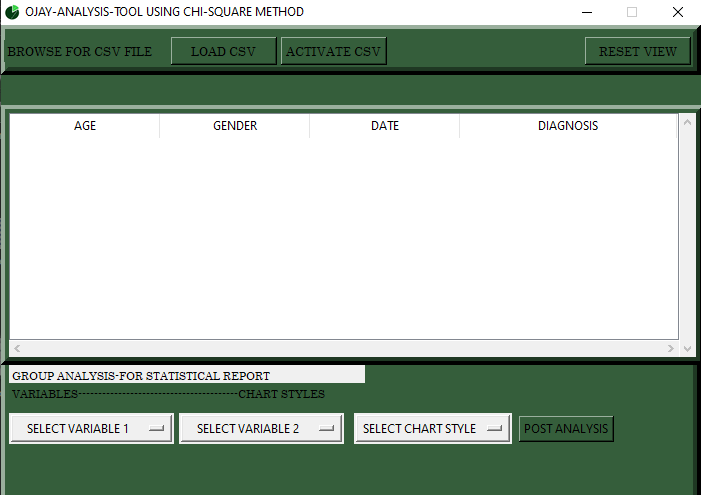 OJAY-ANALYSIS-TOOL USING CHI-SQUARE METHOD
BROWSE FOR CSV FILE LOAD CSV ACTIVATE CSV RESET VIEW
AGE GENDER DATE DIAGNOSIS
GROUP ANALYSIS-FOR STATISTICAL REPORT
VARIABLES----------------------------------------CHART STYLES
SELECT VARIABLE 1 SELECT VARIABLE 2 SELECT CHART STYLE POST ANALYSIS